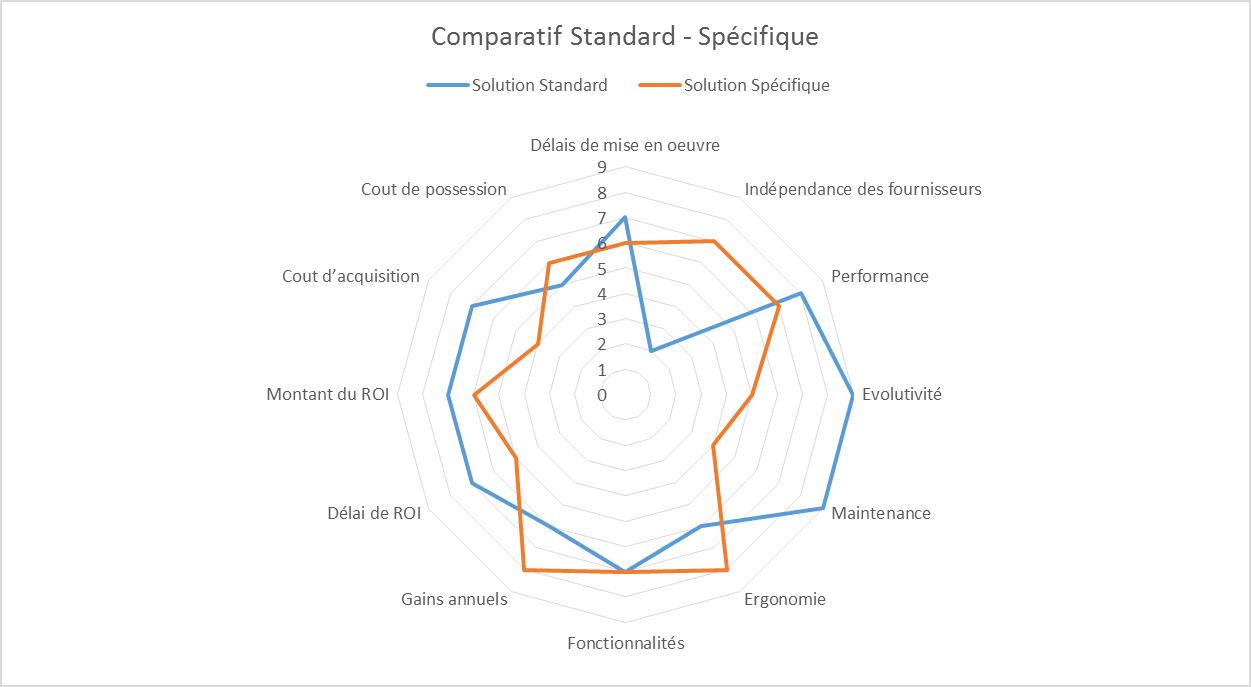 Comparatif Standard - Spécifique
Solution Standard
Solution Spécifique
Délais de mise en oeuvre
Cout de possession
Indépendance des fournisseurs
Cout d’acquisition
Performance
Montant du ROI
Evolutivité
Délai de ROI
Maintenance
Gains annuels
Ergonomie
Fonctionnalités
9
8
7
6
5
4
3
2
1
0